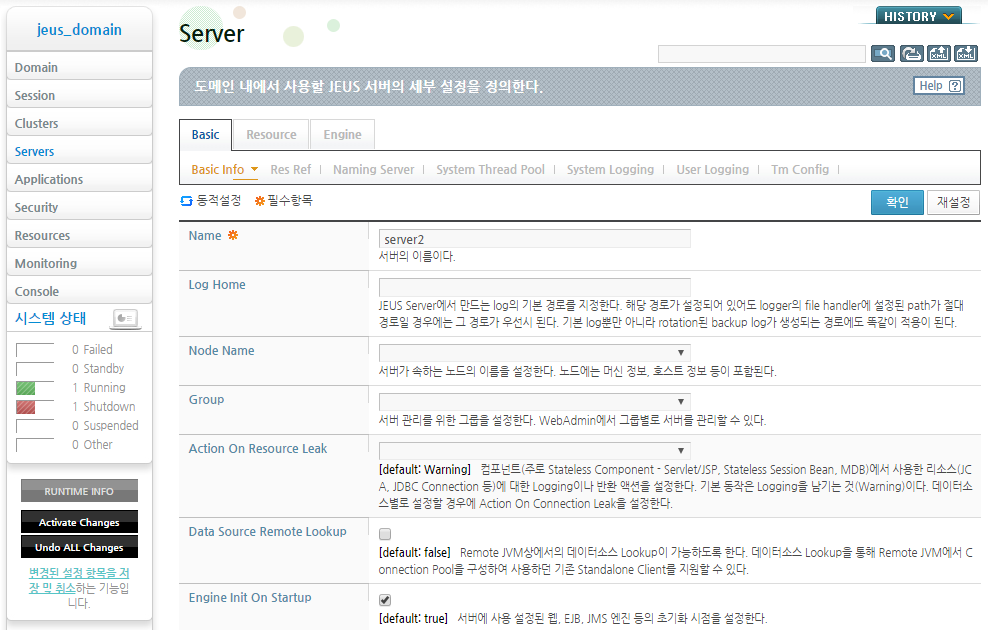 jeus_domain
Domain
Session
Clusters
Servers
Applications
Security
Resources
Monitoring
Console
시스템 상태
0 Failed
0 Standby
1 Running
1 Shutdown
0 Suspended
0 Other
RUNTIME INFO
Activate Changes
Undo ALL Changes
변경된 설정 항목을 저
장 및 취소하는 기능입
니다.
Server
HISTORY
XML
XML
도메인 내에서 사용할 JEUS 서버의 세부 설정을 정의한다.
Help ?
Basic Resource Engine
Basic Info Res Ref | Naming Server | System Thread Pool | System Logging | User Logging | Tm Config |
동적설정 필수항목
확인 재설정
Name
server2
서버의 이름이다.
Log Home
JEUS Server에서 만드는 log의 기본 경로를 지정한다. 해당 경로가 설정되어 있어도 logger의 file handler에 설정된 path가 절대
경로일 경우에는 그 경로가 우선시 된다. 기본 log뿐만 아니라 rotation된 backup log가 생성되는 경로에도 똑같이 적용이 된다.
Node Name
서버가 속하는 노드의 이름을 설정한다. 노드에는 머신 정보, 호스트 정보 등이 포함된다.
Group
서버 관리를 위한 그룹을 설정한다. WebAdmin에서 그룹별로 서버를 관리할 수 있다.
Action On Resource Leak
[default: Warning] 컴포넌트(주로 Stateless Component - Servlet/JSP, Stateless Session Bean, MDB)에서 사용한 리소스(JC
A, JDBC Connection 등)에 대한 Logging이나 반환 액션을 설정한다. 기본 동작은 Logging을 남기는 것(Warning)이다. 데이터소
스별로 설정할 경우에 Action On Connection Leak을 설정한다.
Data Source Remote Lookup
[default: false] Remote JVM상에서의 데이터소스 Lookup이 가능하도록 한다. 데이터소스 Lookup을 통해 Remote JVM에서 C
onnection Pool을 구성하여 사용하던 기존 Standalone Client를 지원할 수 있다.
Engine Init On Startup
[default: true] 서버에 사용 설정된 웹, EJB, JMS 엔진 등의 초기화 시점을 설정한다.